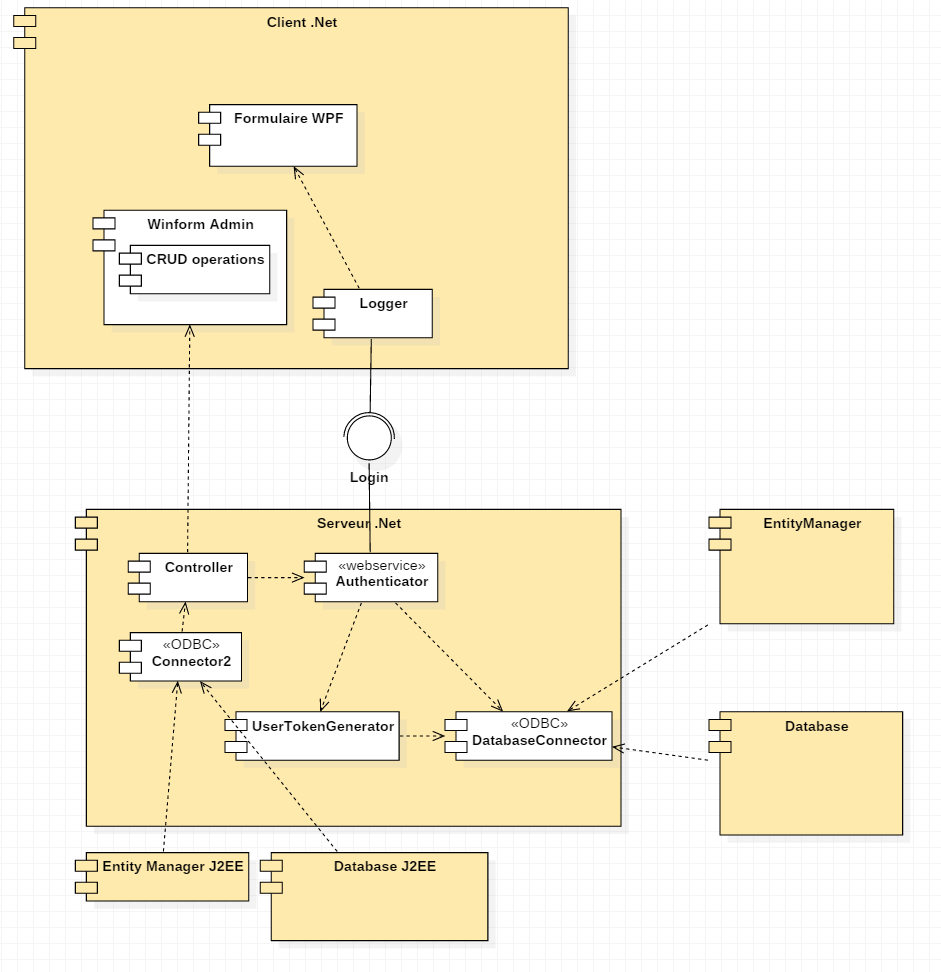 Client .Net
Formulaire WPF
Winform Admin
CRUD operations
Logger
Login
Serveur .Net
EntityManager
Controller
«webservice»
Authenticator
«ODBC»
Connector2
UserTokenGenerator
«ODBC»
DatabaseConnector
Database
Entity Manager J2EE
Database J2EE